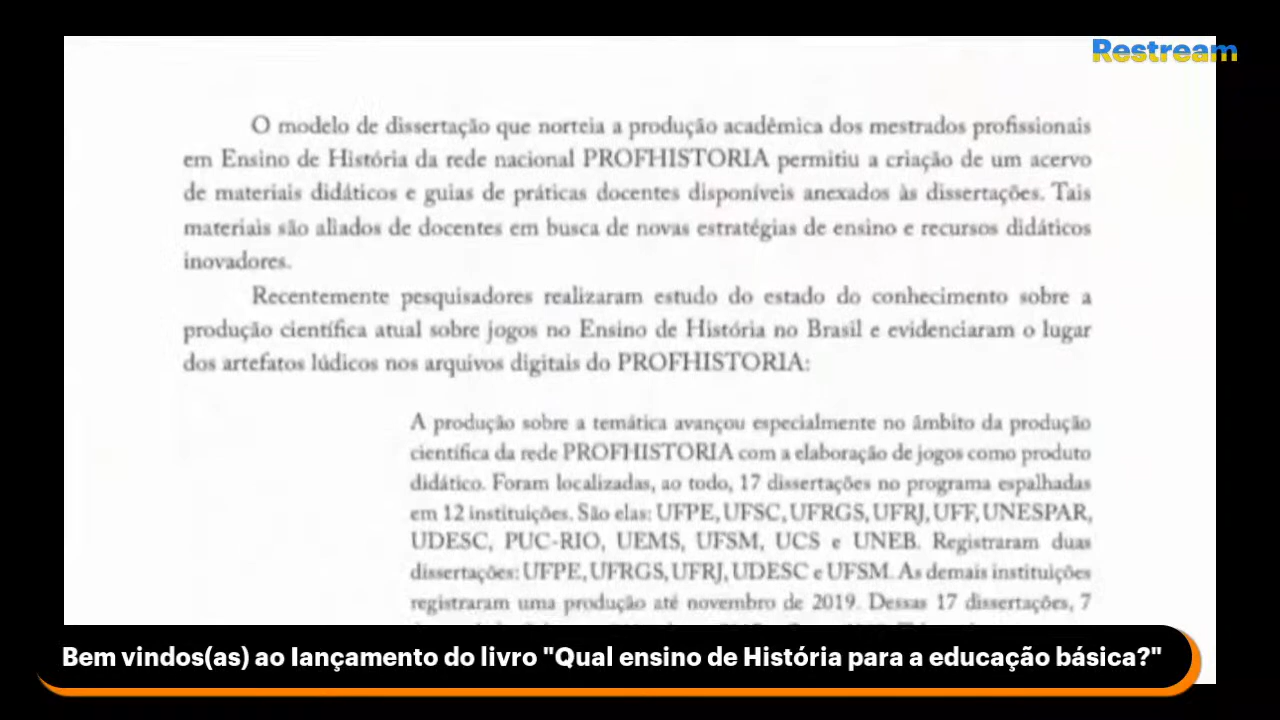 Restream
O modelo de dissertação que norteia a produção acadêmica dos mestrados profissionais
em Ensino de História da rede nacional PROFHISTORIA permitiu a criação de um acervo
de materiais didáticos e guias de práticas docentes disponíveis anexados às dissertações. Tais
materiais são aliados de docentes em busca de novas estratégias de ensino e recursos didáticos
inovadores.
Recentemente pesquisadores realizaram estudo do estado do conhecimento sobre a
produção científica atual sobre jogos no Ensino de História no Brasil e evidenciaram o lugar
dos artefatos lúdicos nos arquivos digitais do PROFHISTORIA:
A produção sobre a temática avançou especialmente no âmbito da produção
científica da rede PROFHISTORIA com a elaboração de jogos como produto
didático. Foram localizadas, ao todo, 17 dissertações no programa espalhadas
em 12 instituições. São elas: UFPE, UFSC, UFRGS, UFRJ, UFF, UNESPAR,
UDESC, PUC-RIO, UEMS, UFSM, UCS e UNEB. Registraram duas
dissertações: UFPE, UFRGS, UFRJ, UDESC e UFSM. As demais instituições
registraram uma produção até novembro de 2019. Dessas 17 dissertações, 7
Bem vindos(as) ao lançamento do livro "Qual ensino de História para a educação básica?"